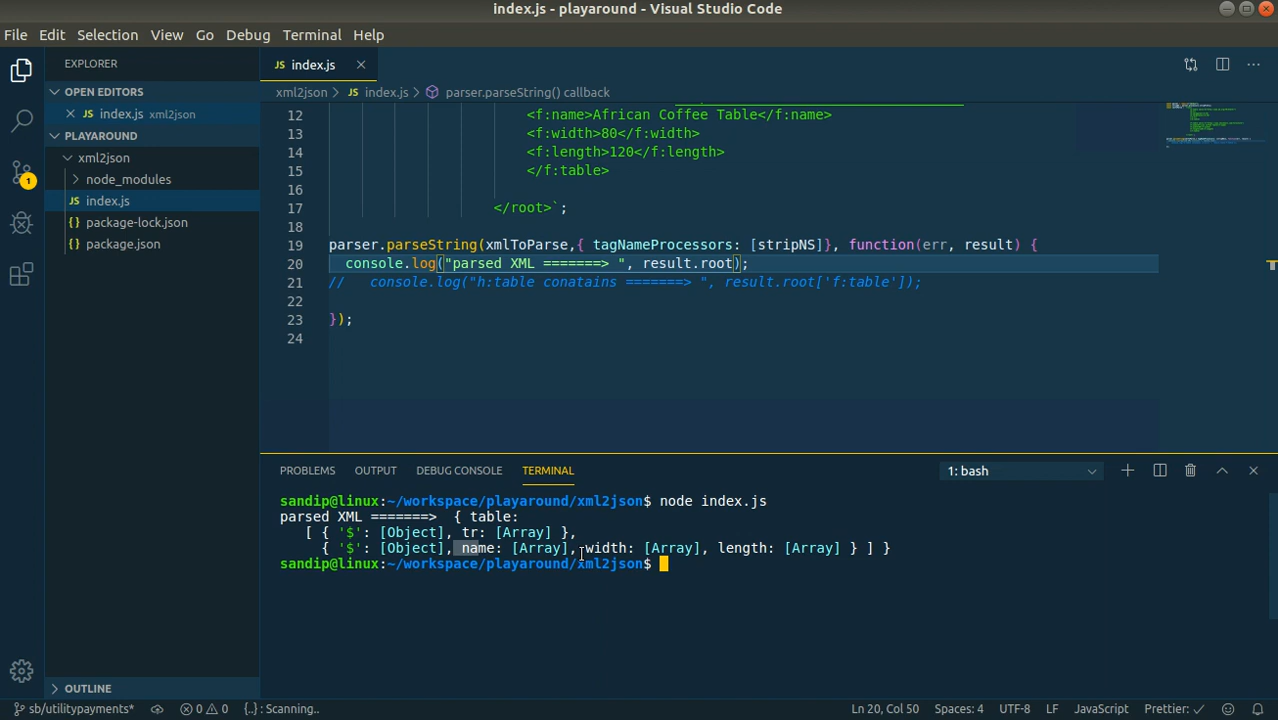 index.js - playaround - Visual Studio Code
File Edit Selection View Go Debug Terminal Help
EXPLORER
OPEN EDITORS
index.js xml2json
PLAYAROUND
xml2json
node_modules
index.js
package-lock.json
package.json
OUTLINE
1
JS index.js
xml2json > JS index.js > parser.parseString() callback
12 <f:name>African Coffee Table</f:name>
13 <f:width>80</f:width>
14 <f:length>120</f:length>
15 </f:table>
16
17 </root>`;
18
19 parser.parseString(xmlToParse,{ tagNameProcessors: [stripNS]}, function(err, result) {
20 console.log("parsed XML =======> ", result.root);
21 // console.log("h:table conatains =======> ", result.root['f:table']);
22
23 });
24
PROBLEMS OUTPUT DEBUG CONSOLE TERMINAL 1: bash
sandip@linux:~/workspace/playaround/xml2json$ node index.js
parsed XML =======>  { table:
[ { '$': [Object], tr: [Array] },
{ '$': [Object], name: [Array], width: [Array], length: [Array] } ] }
sandip@linux:~/workspace/playaround/xml2json$
sb/utilitypayments* 0 0 {..} : Scanning.. Ln 20, Col 50 Spaces: 4 UTF-8 LF JavaScript Prettier: ✓